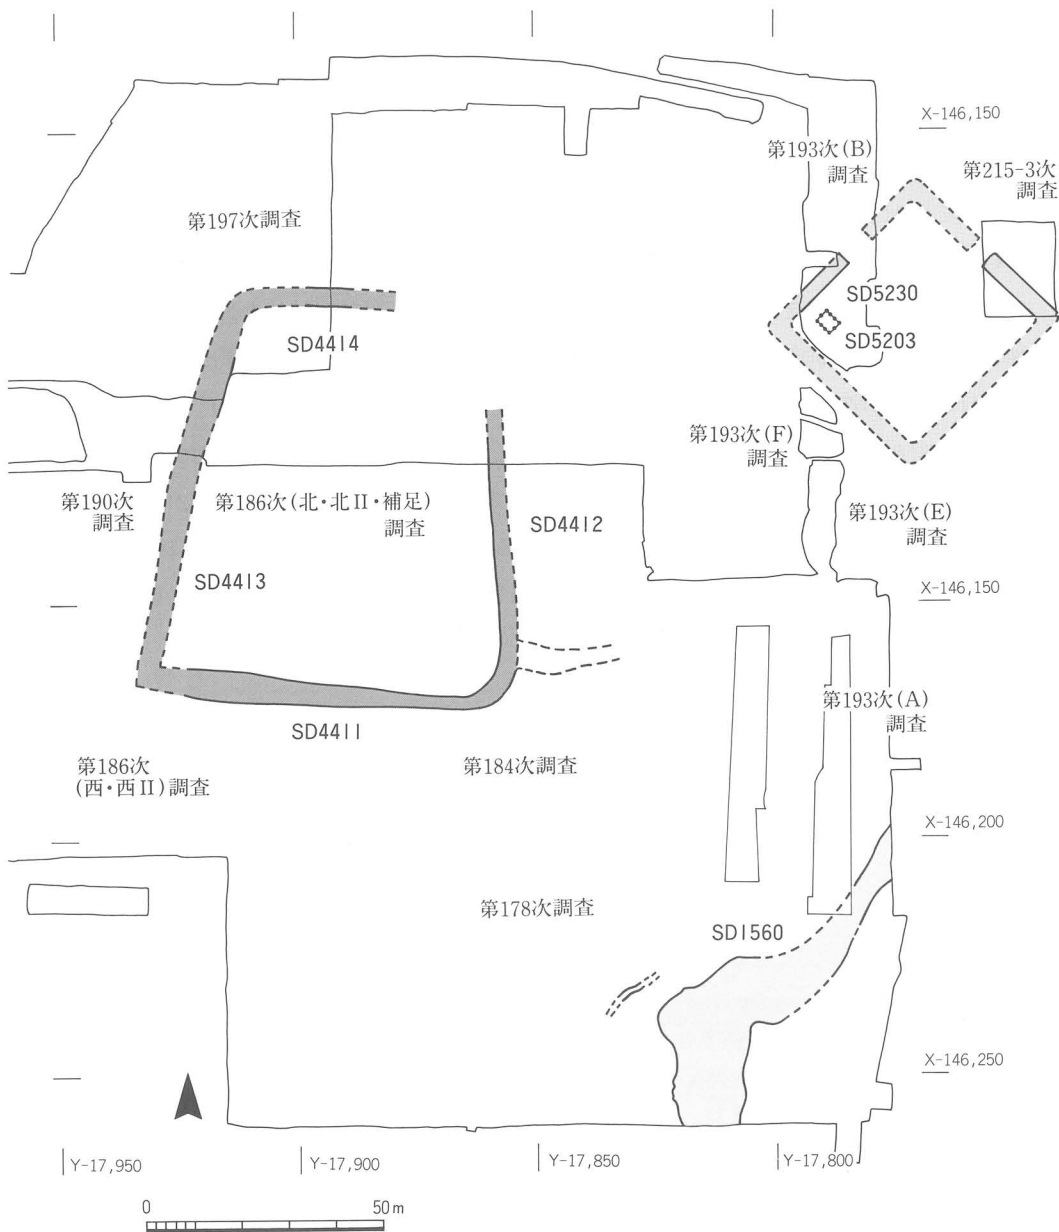 X-146,150
第193次(B)
調査
第215-3次
調査
第197次調査
SD5230
SD5203
SD4414
第193次(F)
調査
第190次
調査
第186次(北・北Ⅱ・補足)
調査
SD4412
第193次(E)
調査
SD4413
X-146,150
第193次(A)
調査
SD4411
第186次
(西・西Ⅱ)調査
第184次調査
X-146,200
第178次調査
SD1560
X-146,250
Y-17,950
Y-17,900
Y-17,850
Y-17,800
0 50m